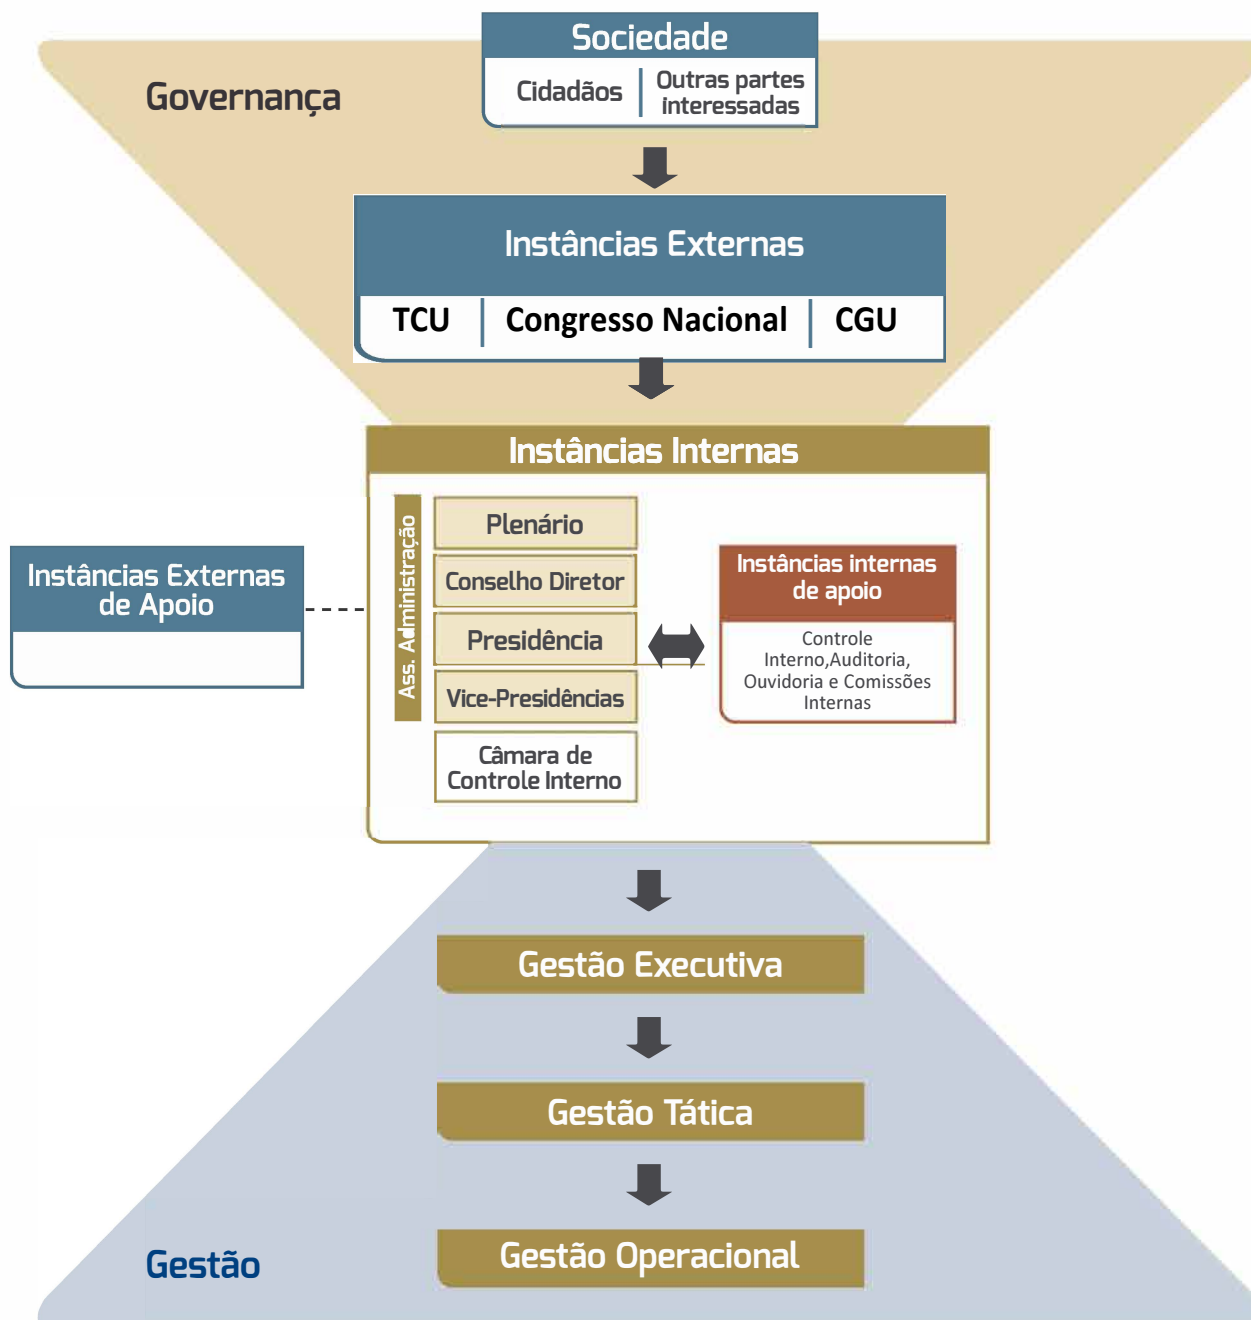 Sociedade
Governança
Cidadãos
Outras partes
interessadas
Instâncias Externas
TCU
Congresso Nacional
CGU
Instâncias Internas
Ass. Administração
Plenário
Conselho Diretor
Presidência
Vice-Presidências
Câmara de
Controle Interno
Instâncias Externas
de Apoio
Instâncias internas
de apoio
Controle
Interno,Auditoria,
Ouvidoria e Comissões
Internas
Gestão Executiva
Gestão Tática
Gestão Operacional
Gestão